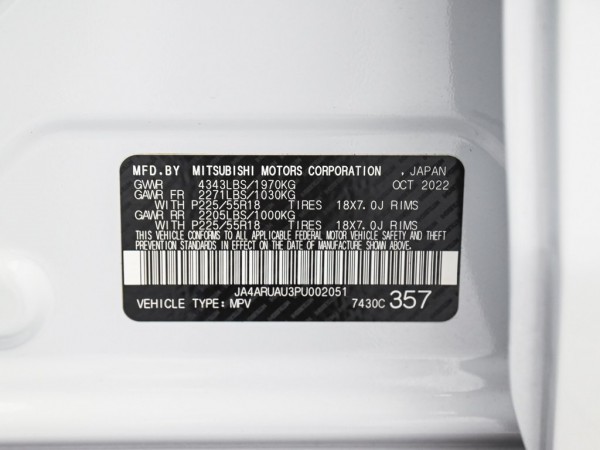 MFD.BY MITSUBISHI MOTORS CORPORATION , JAPAN
GVWR 4343LBS/1970KG OCT 2022
GAWR FR 2271LBS/1030KG
WITH P225/55R18 TIRES 18X7.0J RIMS
GAWR RR 2205LBS/1000KG
WITH P225/55R18 TIRES 18X7.0J RIMS
THIS VEHICLE CONFORMS TO ALL APPLICABLE FEDERAL MOTOR VEHICLE SAFETY AND THEFT
PREVENTION STANDARDS IN EFFECT ON THE DATE OF MANUFACTURE SHOWN ABOVE.
JA4ARUAU3PU002051
VEHICLE TYPE: MPV 7430C 357